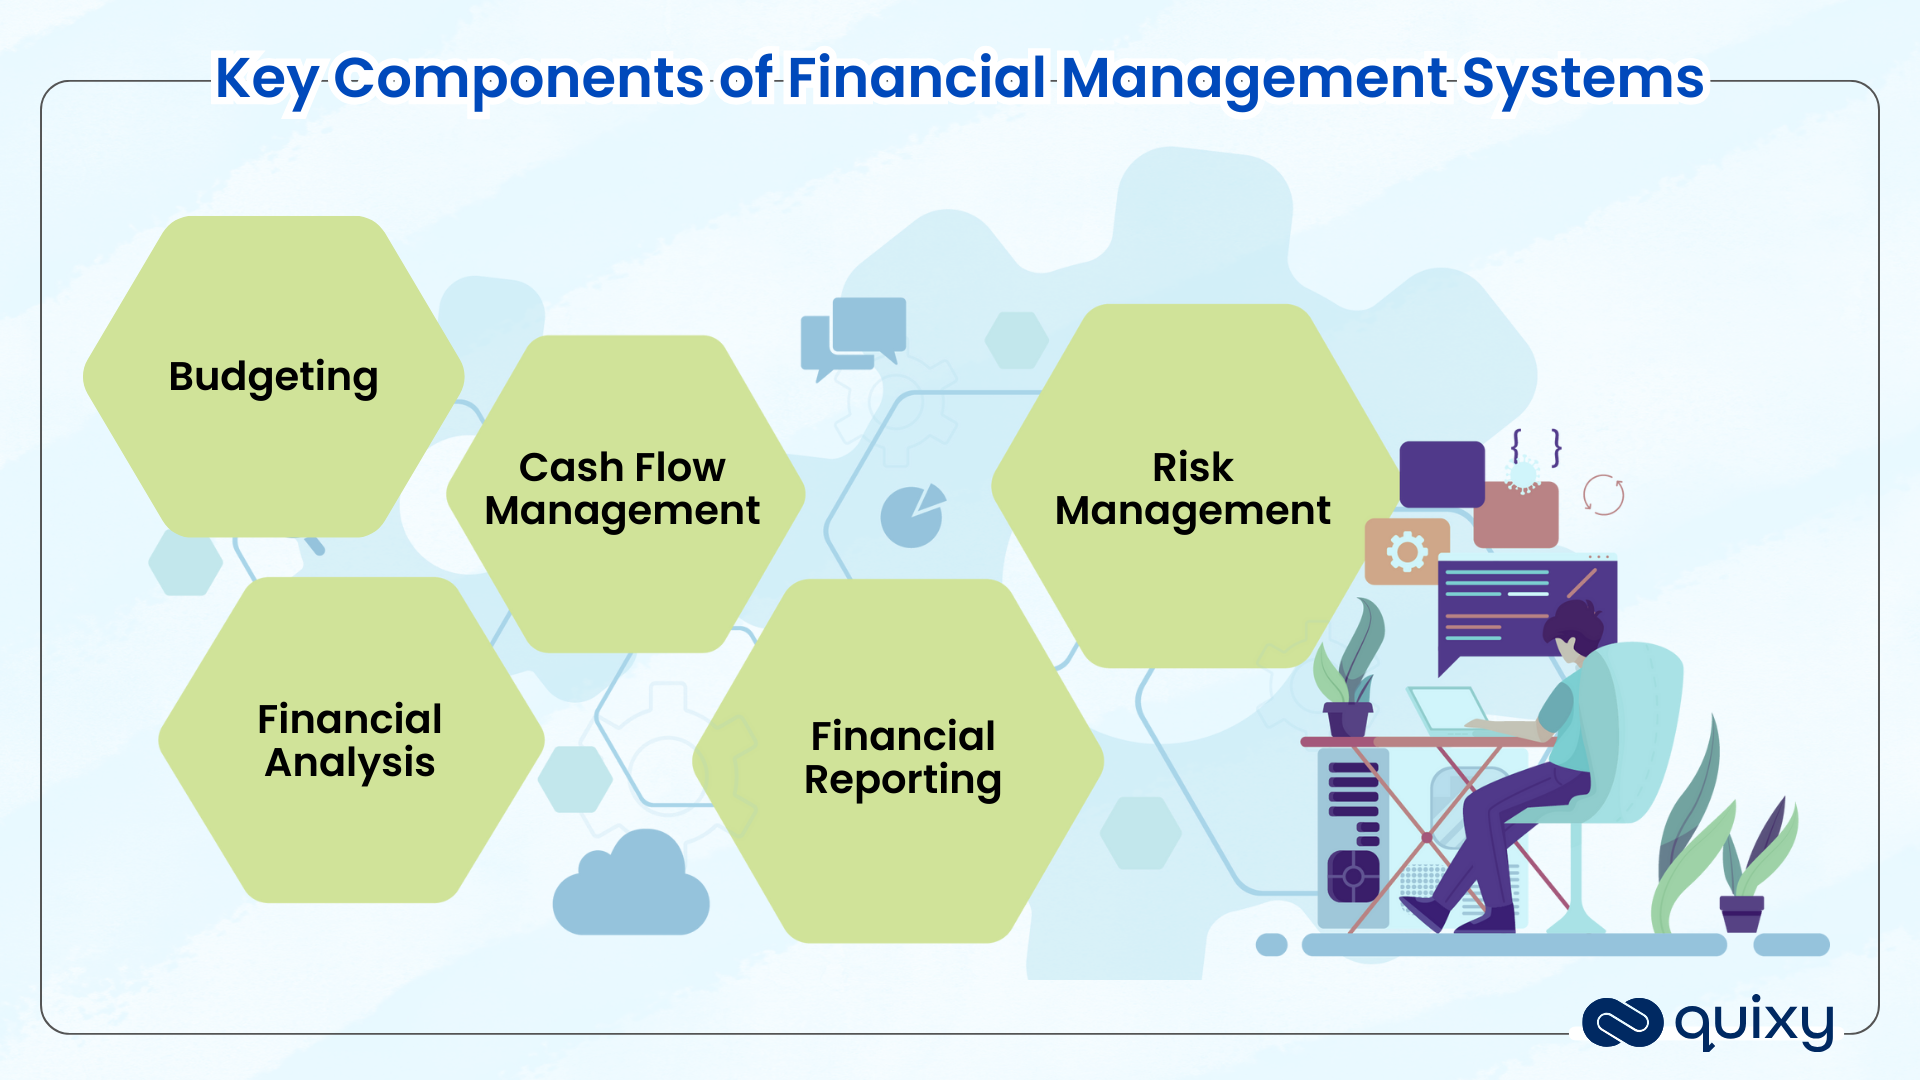 Key Components of Financial Management Systems
Budgeting
Cash Flow
Management
Risk
Management
Financial
Analysis
Financial
Reporting
{ }
quixy